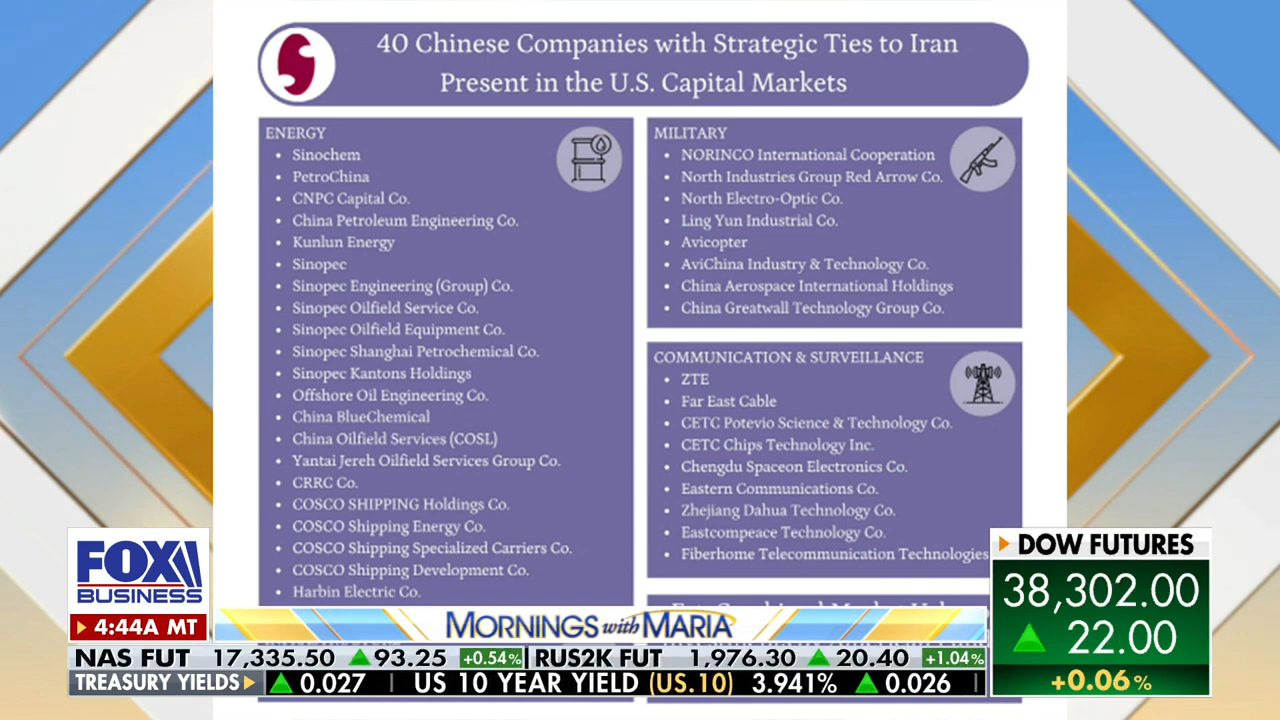 40 Chinese Companies with Strategic Ties to Iran
Present in the U.S. Capital Markets
ENERGY
• Sinochem
• PetroChina
• CNPC Capital Co.
• China Petroleum Engineering Co.
• Kunlun Energy
• Sinopec
• Sinopec Engineering (Group) Co.
• Sinopec Oilfield Service Co.
• Sinopec Oilfield Equipment Co.
• Sinopec Shanghai Petrochemical Co.
• Sinopec Kantons Holdings
• Offshore Oil Engineering Co.
• China BlueChemical
• China Oilfield Services (COSL)
• Yantai Jereh Oilfield Services Group Co.
• CRRC Co.
• COSCO SHIPPING Holdings Co.
• COSCO Shipping Energy Co.
• COSCO Shipping Specialized Carriers Co.
• COSCO Shipping Development Co.
• Harbin Electric Co.
MILITARY
• NORINCO International Cooperation
• North Industries Group Red Arrow Co.
• North Electro-Optic Co.
• Ling Yun Industrial Co.
• Avicopter
• AviChina Industry & Technology Co.
• China Aerospace International Holdings
• China Greatwall Technology Group Co.
COMMUNICATION & SURVEILLANCE
• ZTE
• Far East Cable
• CETC Potevio Science & Technology Co.
• CETC Chips Technology Inc.
• Chengdu Spaceon Electronics Co.
• Eastern Communications Co.
• Zhejiang Dahua Technology Co.
• Eastcompeace Technology Co.
• Fiberhome Telecommunication Technologies
FOX
BUSINESS
4:44A MT
MORNINGS with MARIA
DOW FUTURES
38,302.00
22.00
+0.06%
NAS FUT 17,335.50 93.25 +0.54% RUS2K FUT 1,976.30 20.40 +1.04%
TREASURY YIELDS 0.027 US 10 YEAR YIELD (US.10) 3.941% 0.026